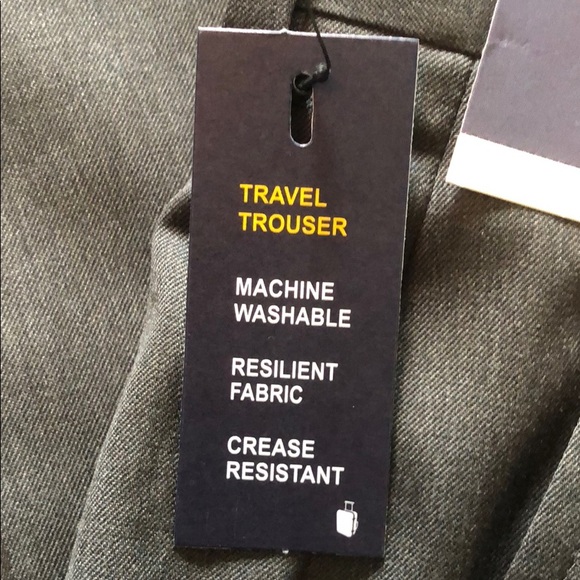 TRAVEL
TROUSER
MACHINE
WASHABLE
RESILIENT
FABRIC
CREASE
RESISTANT